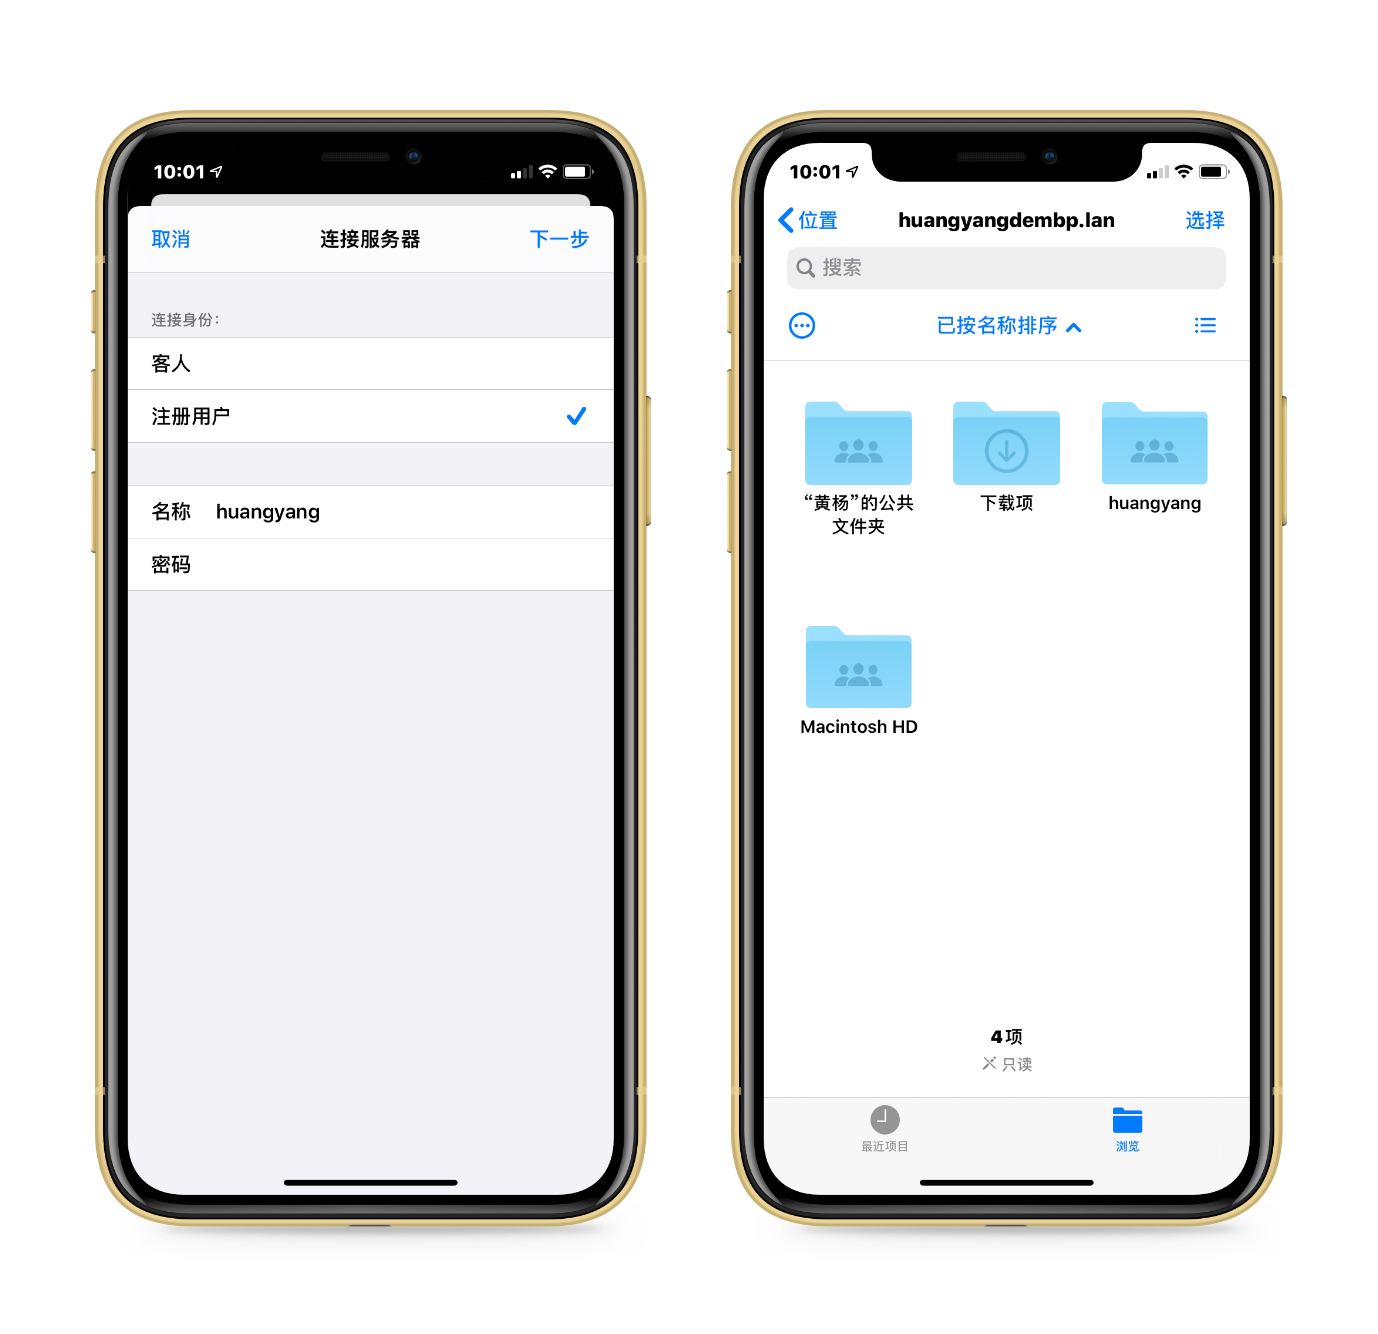 10:01
取消
连接服务器
下一步
连接身份：
客人
注册用户
名称 huangyang
密码
10:01
位置
huangyangdembp.lan
选择
搜索
已按名称排序
“黄杨”的公共
文件夹
下载项
huangyang
Macintosh HD
4 项
只读
最近项目
浏览